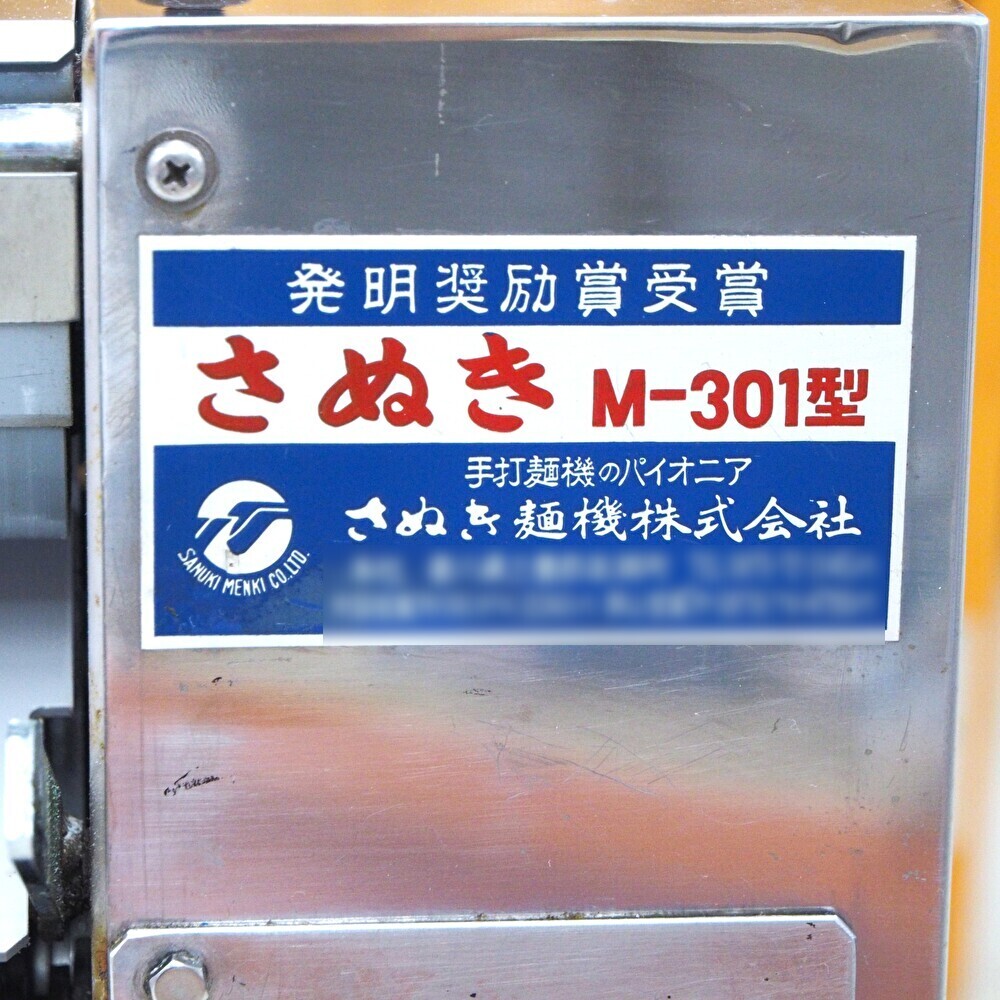 発明奨励賞受賞
さぬき M-301型
手打麺機のパイオニア
さぬき麺機株式会社
SANUKI MENKI CO.,LTD.